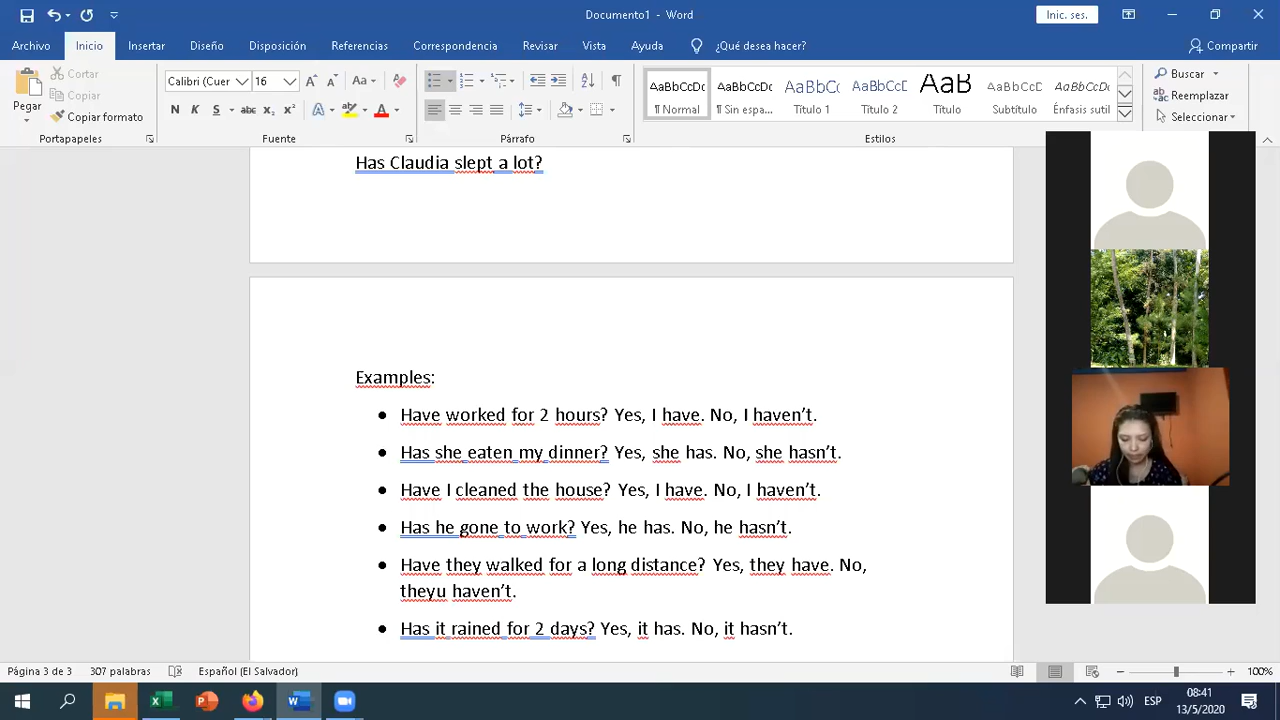 Documento1 - Word
Inic. ses.
Archivo Inicio Insertar Diseño Disposición Referencias Correspondencia Revisar Vista Ayuda ¿Qué desea hacer? Compartir
Pegar
Cortar
Copiar
Copiar formato
Portapapeles
Calibri (Cuer 16
N K S abc x₂ x²
Fuente
Párrafo
AaBbCcDc AaBbCcDc AaBbCc AaBbCcD AaB AaBbCcD AaBbCcDc
¶ Normal ¶ Sin espa... Título 1 Título 2 Título Subtítulo Énfasis sutil
Estilos
Buscar
Reemplazar
Seleccionar
Has Claudia slept a lot?
Examples:
Have worked for 2 hours? Yes, I have. No, I haven’t.
Has she eaten my dinner? Yes, she has. No, she hasn’t.
Have I cleaned the house? Yes, I have. No, I haven’t.
Has he gone to work? Yes, he has. No, he hasn’t.
Have they walked for a long distance? Yes, they have. No,
theyu haven’t.
Has it rained for 2 days? Yes, it has. No, it hasn’t.
Página 3 de 3 307 palabras Español (El Salvador) 100%
ESP
08:41
13/5/2020